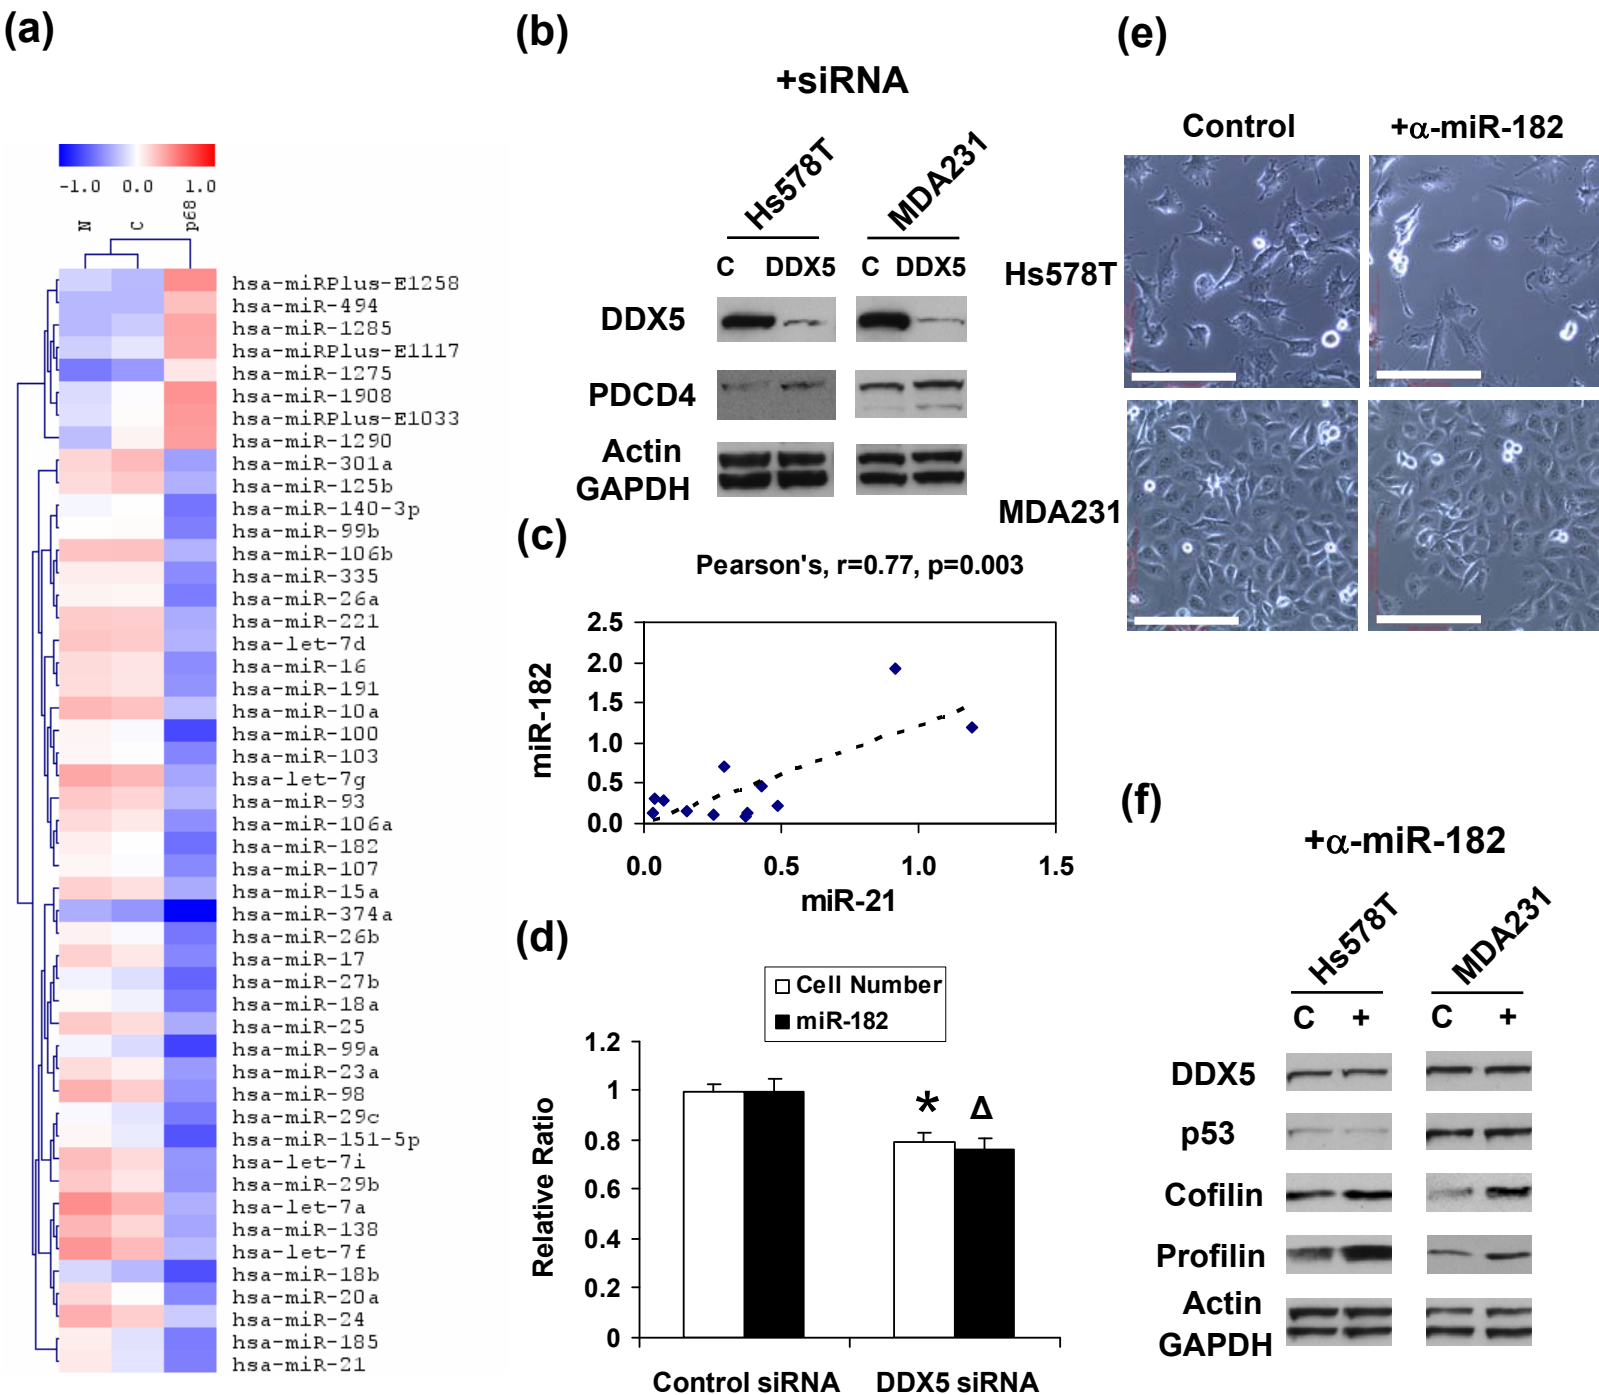 (a)
-1.0 0.0 1.0
N C p68
hsa-miRPlus-E1258
hsa-miR-494
hsa-miR-1285
hsa-miRPlus-E1117
hsa-miR-1275
hsa-miR-1908
hsa-miRPlus-E1033
hsa-miR-1290
hsa-miR-301a
hsa-miR-125b
hsa-miR-140-3p
hsa-miR-99b
hsa-miR-106b
hsa-miR-335
hsa-miR-26a
hsa-miR-221
hsa-let-7d
hsa-miR-16
hsa-miR-191
hsa-miR-10a
hsa-miR-100
hsa-miR-103
hsa-let-7g
hsa-miR-93
hsa-miR-106a
hsa-miR-182
hsa-miR-107
hsa-miR-15a
hsa-miR-374a
hsa-miR-26b
hsa-miR-17
hsa-miR-27b
hsa-miR-18a
hsa-miR-25
hsa-miR-99a
hsa-miR-23a
hsa-miR-98
hsa-miR-29c
hsa-miR-151-5p
hsa-let-7i
hsa-miR-29b
hsa-let-7a
hsa-miR-138
hsa-let-7f
hsa-miR-18b
hsa-miR-20a
hsa-miR-24
hsa-miR-185
hsa-miR-21
(b)
+siRNA
Hs578T MDA231
C DDX5 C DDX5
DDX5
PDCD4
Actin
GAPDH
(c)
Pearson's, r=0.77, p=0.003
miR-182
2.5
2.0
1.5
1.0
0.5
0.0
0.0 0.5 1.0 1.5
miR-21
(d)
Cell Number
miR-182
Relative Ratio
1.2
1
0.8
0.6
0.4
0.2
0
* Δ
Control siRNA DDX5 siRNA
(e)
Control +α-miR-182
Hs578T
MDA231
(f)
+α-miR-182
Hs578T MDA231
C + C +
DDX5
p53
Cofilin
Profilin
Actin
GAPDH